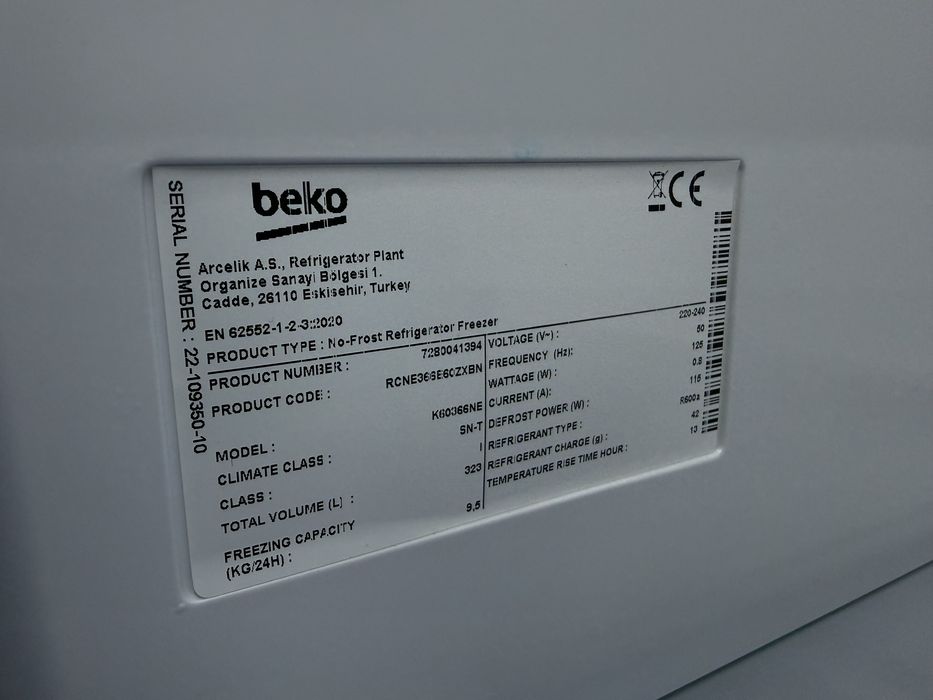 SERIAL NUMBER : 22-109350-10
beko
CE
Arcelik A.S., Refrigerator Plant
Organize Sanayi Bölgesi 1.
Cadde, 26110 Eskisehir, Turkey
EN 62552-1-2-3:2020
PRODUCT TYPE : No-Frost Refrigerator Freezer
PRODUCT NUMBER : 7280041394
PRODUCT CODE : RCNE366E60ZXBN
MODEL : K60366NE
CLIMATE CLASS : SN-T
CLASS : I
TOTAL VOLUME (L) : 323
FREEZING CAPACITY 9,5
(KG/24H) :
VOLTAGE (V~) : 220-240
FREQUENCY (Hz): 50
WATTAGE (W) : 125
CURRENT (A): 0.8
DEFROST POWER (W) : 115
REFRIGERANT TYPE : R600a
REFRIGERANT CHARGE (g) : 42
TEMPERATURE RISE TIME HOUR : 13